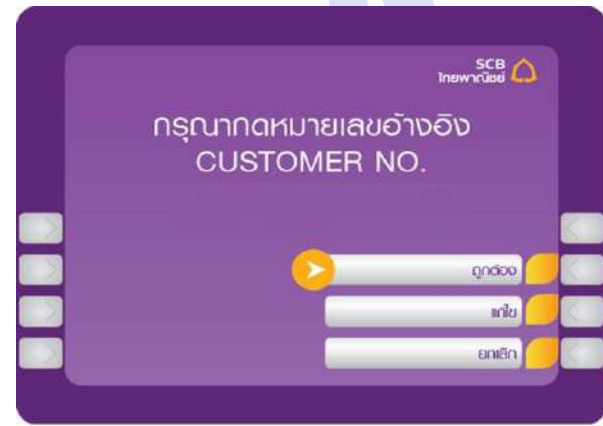 SCB
ไทยพาณิชย์
กรุณากดหมายเลขอ้างอิง
CUSTOMER NO.
ถูกต้อง
แก้ไข
ยกเลิก